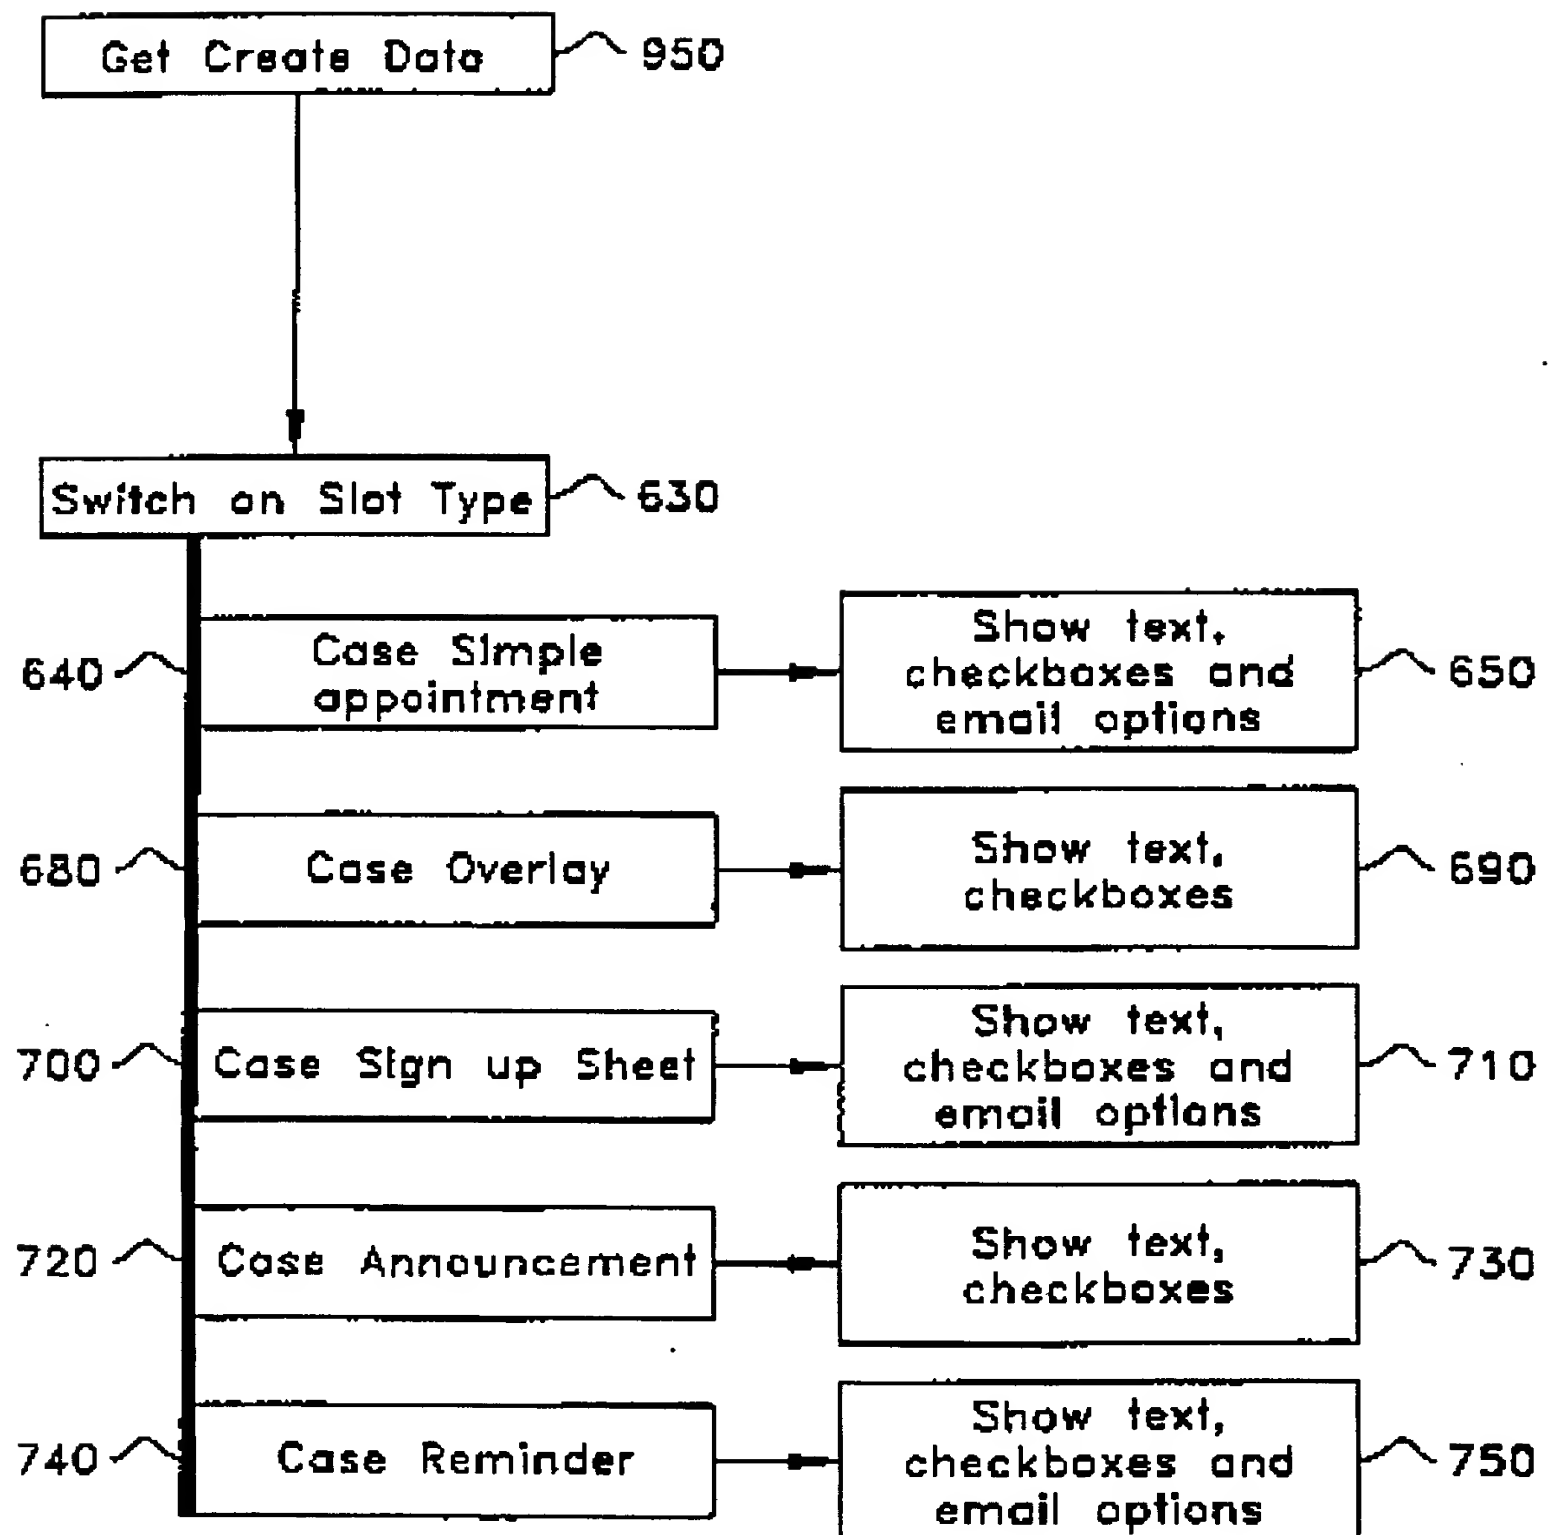 Get Create Data
950
Switch on Slot Type
630
640
Case Simple
appointment
Show text,
checkboxes and
email options
650
680
Case Overlay
Show text,
checkboxes
690
700
Case Sign up Sheet
Show text,
checkboxes and
email options
710
720
Case Announcement
Show text,
checkboxes
730
740
Case Reminder
Show text,
checkboxes and
email options
750